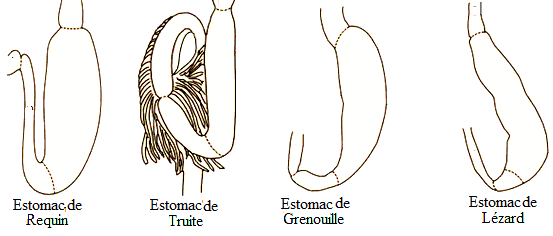 Estomac de
Requin
Estomac de
Truite
Estomac de
Grenouille
Estomac de
Lézard